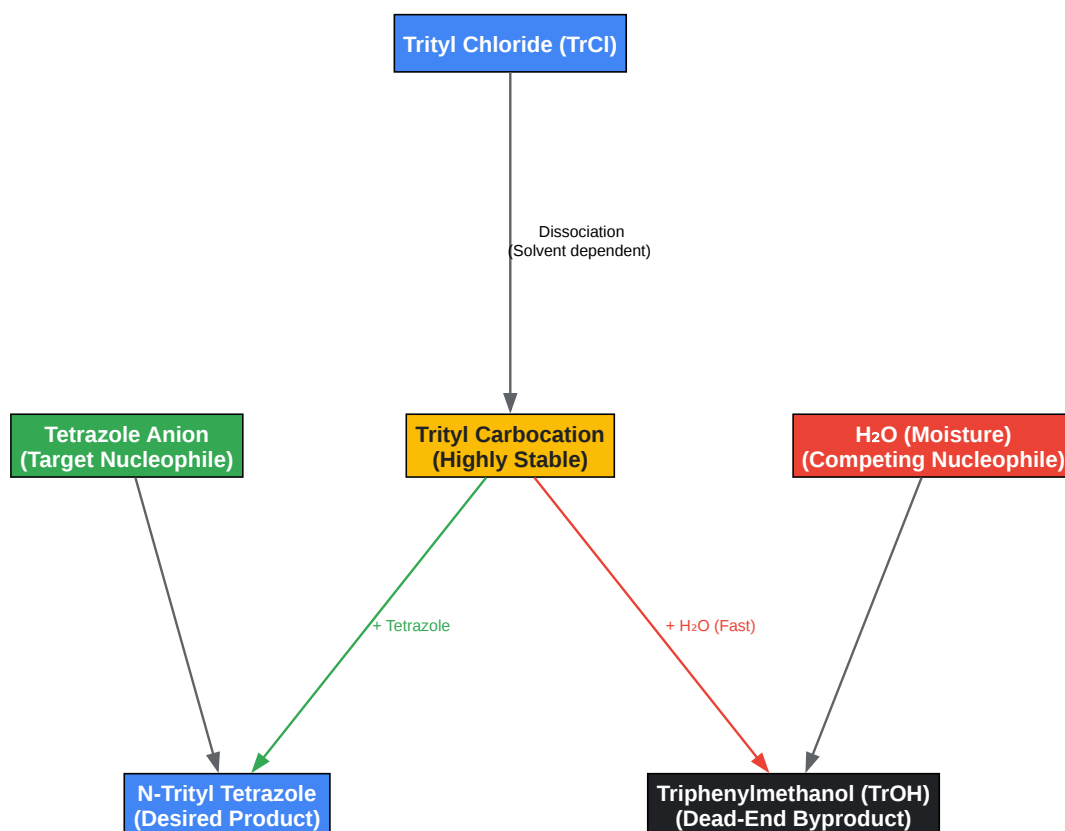 Trityl Chloride (TrCl)
Dissociation
(Solvent dependent)
Tetrazole Anion
(Target Nucleophile)
Trityl Carbocation
(Highly Stable)
H₂O (Moisture)
(Competing Nucleophile)
+ Tetrazole
+ H₂O (Fast)
N-Trityl Tetrazole
(Desired Product)
Triphenylmethanol (TrOH)
(Dead-End Byproduct)